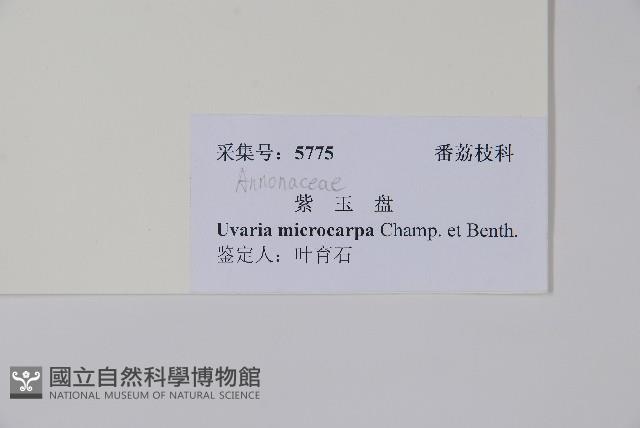 采集号：5775 番荔枝科
Annonaceae
紫 玉 盘
Uvaria microcarpa Champ. et Benth.
鉴定人：叶育石
國立自然科學博物館
NATIONAL MUSEUM OF NATURAL SCIENCE